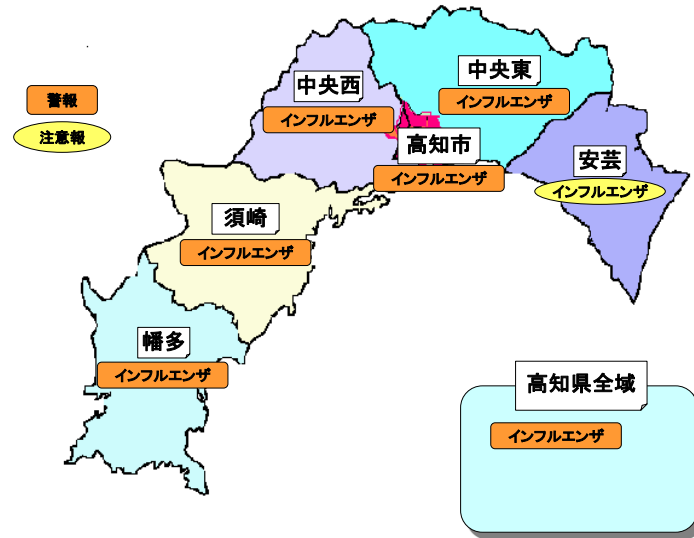 警報
注意報
中央西
インフルエンザ
中央東
インフルエンザ
高知市
インフルエンザ
安芸
インフルエンザ
須崎
インフルエンザ
幡多
インフルエンザ
高知県全域
インフルエンザ